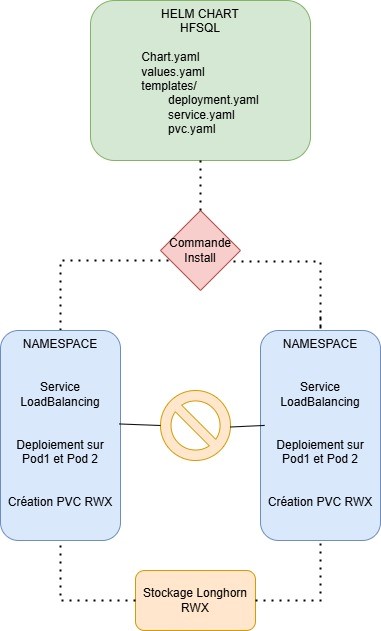 HELM CHART
HFSQL
Chart.yaml
values.yaml
templates/
deployment.yaml
service.yaml
pvc.yaml
Commande
Install
NAMESPACE
Service
LoadBalancing
Deploiement sur
Pod1 et Pod 2
Création PVC RWX
NAMESPACE
Service
LoadBalancing
Deploiement sur
Pod1 et Pod 2
Création PVC RWX
Stockage Longhorn
RWX